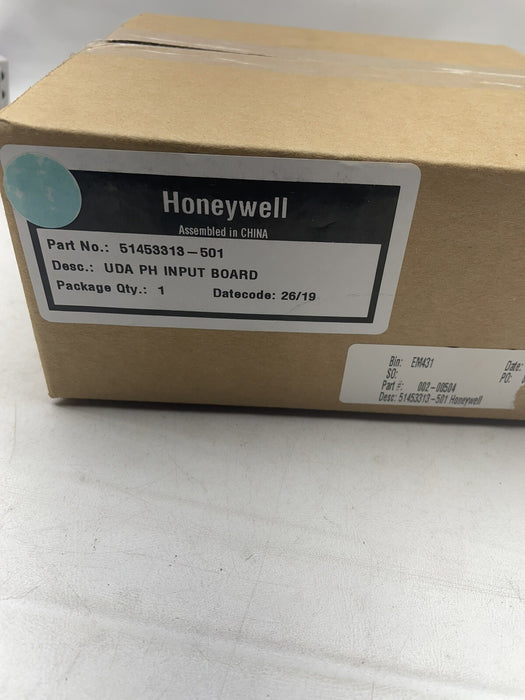 Honeywell
Assembled in CHINA
Part No.: 51453313-501
Desc.: UDA PH INPUT BOARD
Package Qty.: 1 Datecode: 26/19
Bin: EM431 Date:
SO: PO:
Part #: 002-00504
Desc: 51453313-501 Honeywell